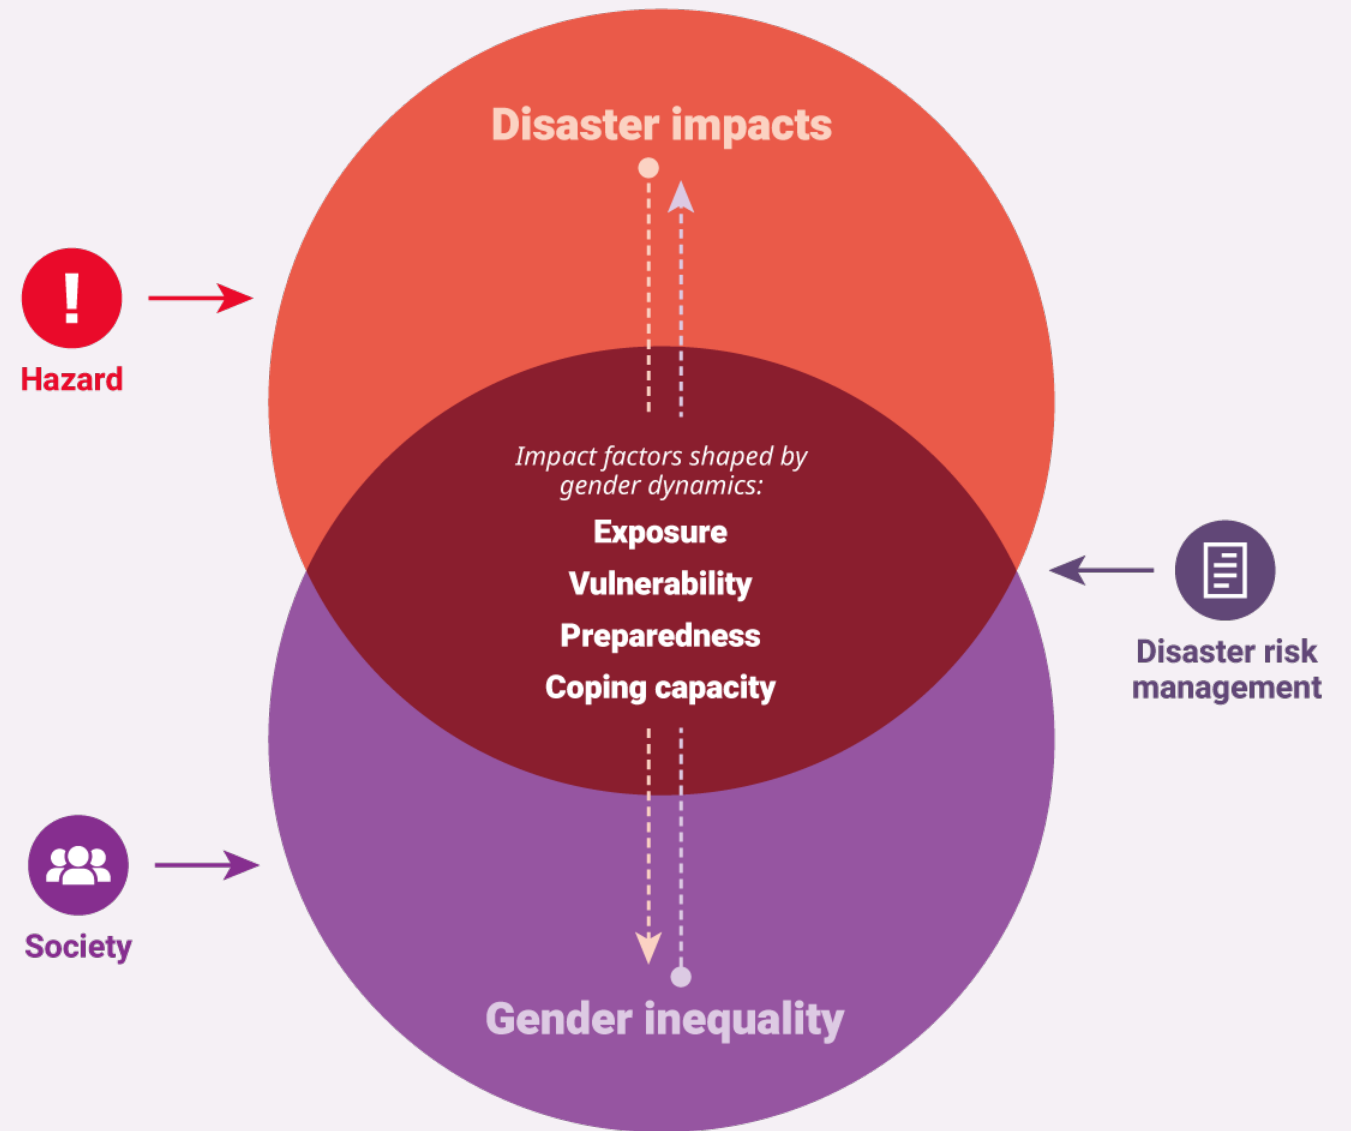 Disaster impacts
!
Hazard
Impact factors shaped by
gender dynamics:
Exposure
Vulnerability
Preparedness
Coping capacity
Disaster risk
management
Society
Gender inequality